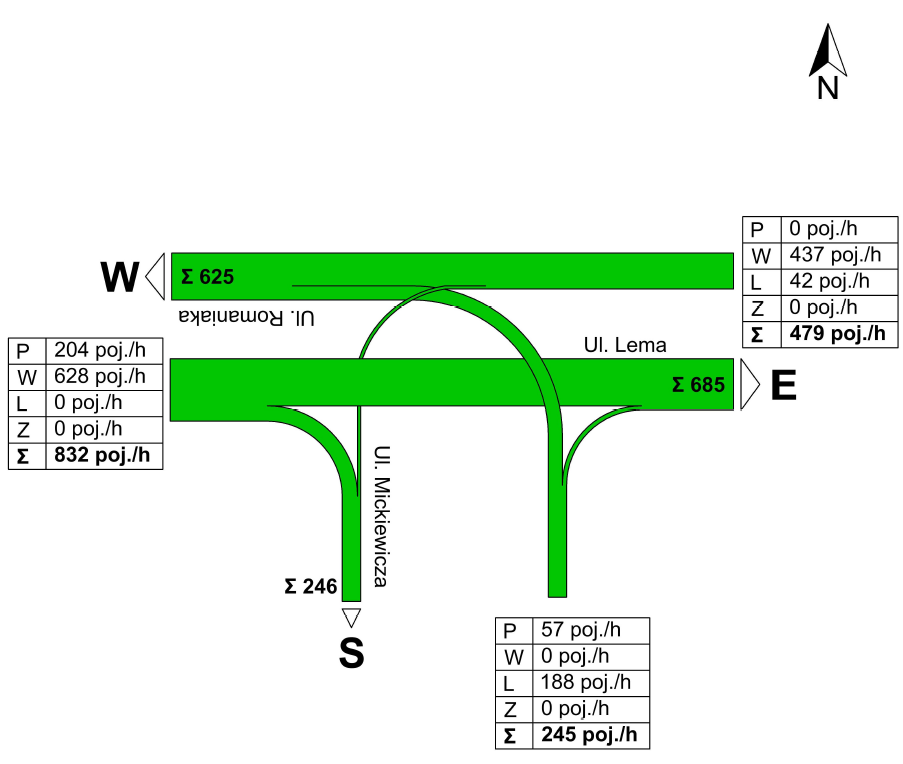 N
P 0 poj./h
W 437 poj./h
L 42 poj./h
Z 0 poj./h
Σ 479 poj./h
W
Σ 625
Ul. Romaniaka
Ul. Lema
P 204 poj./h
W 628 poj./h
L 0 poj./h
Z 0 poj./h
Σ 832 poj./h
Σ 685
E
Ul. Mickiewicza
Σ 246
S
P 57 poj./h
W 0 poj./h
L 188 poj./h
Z 0 poj./h
Σ 245 poj./h